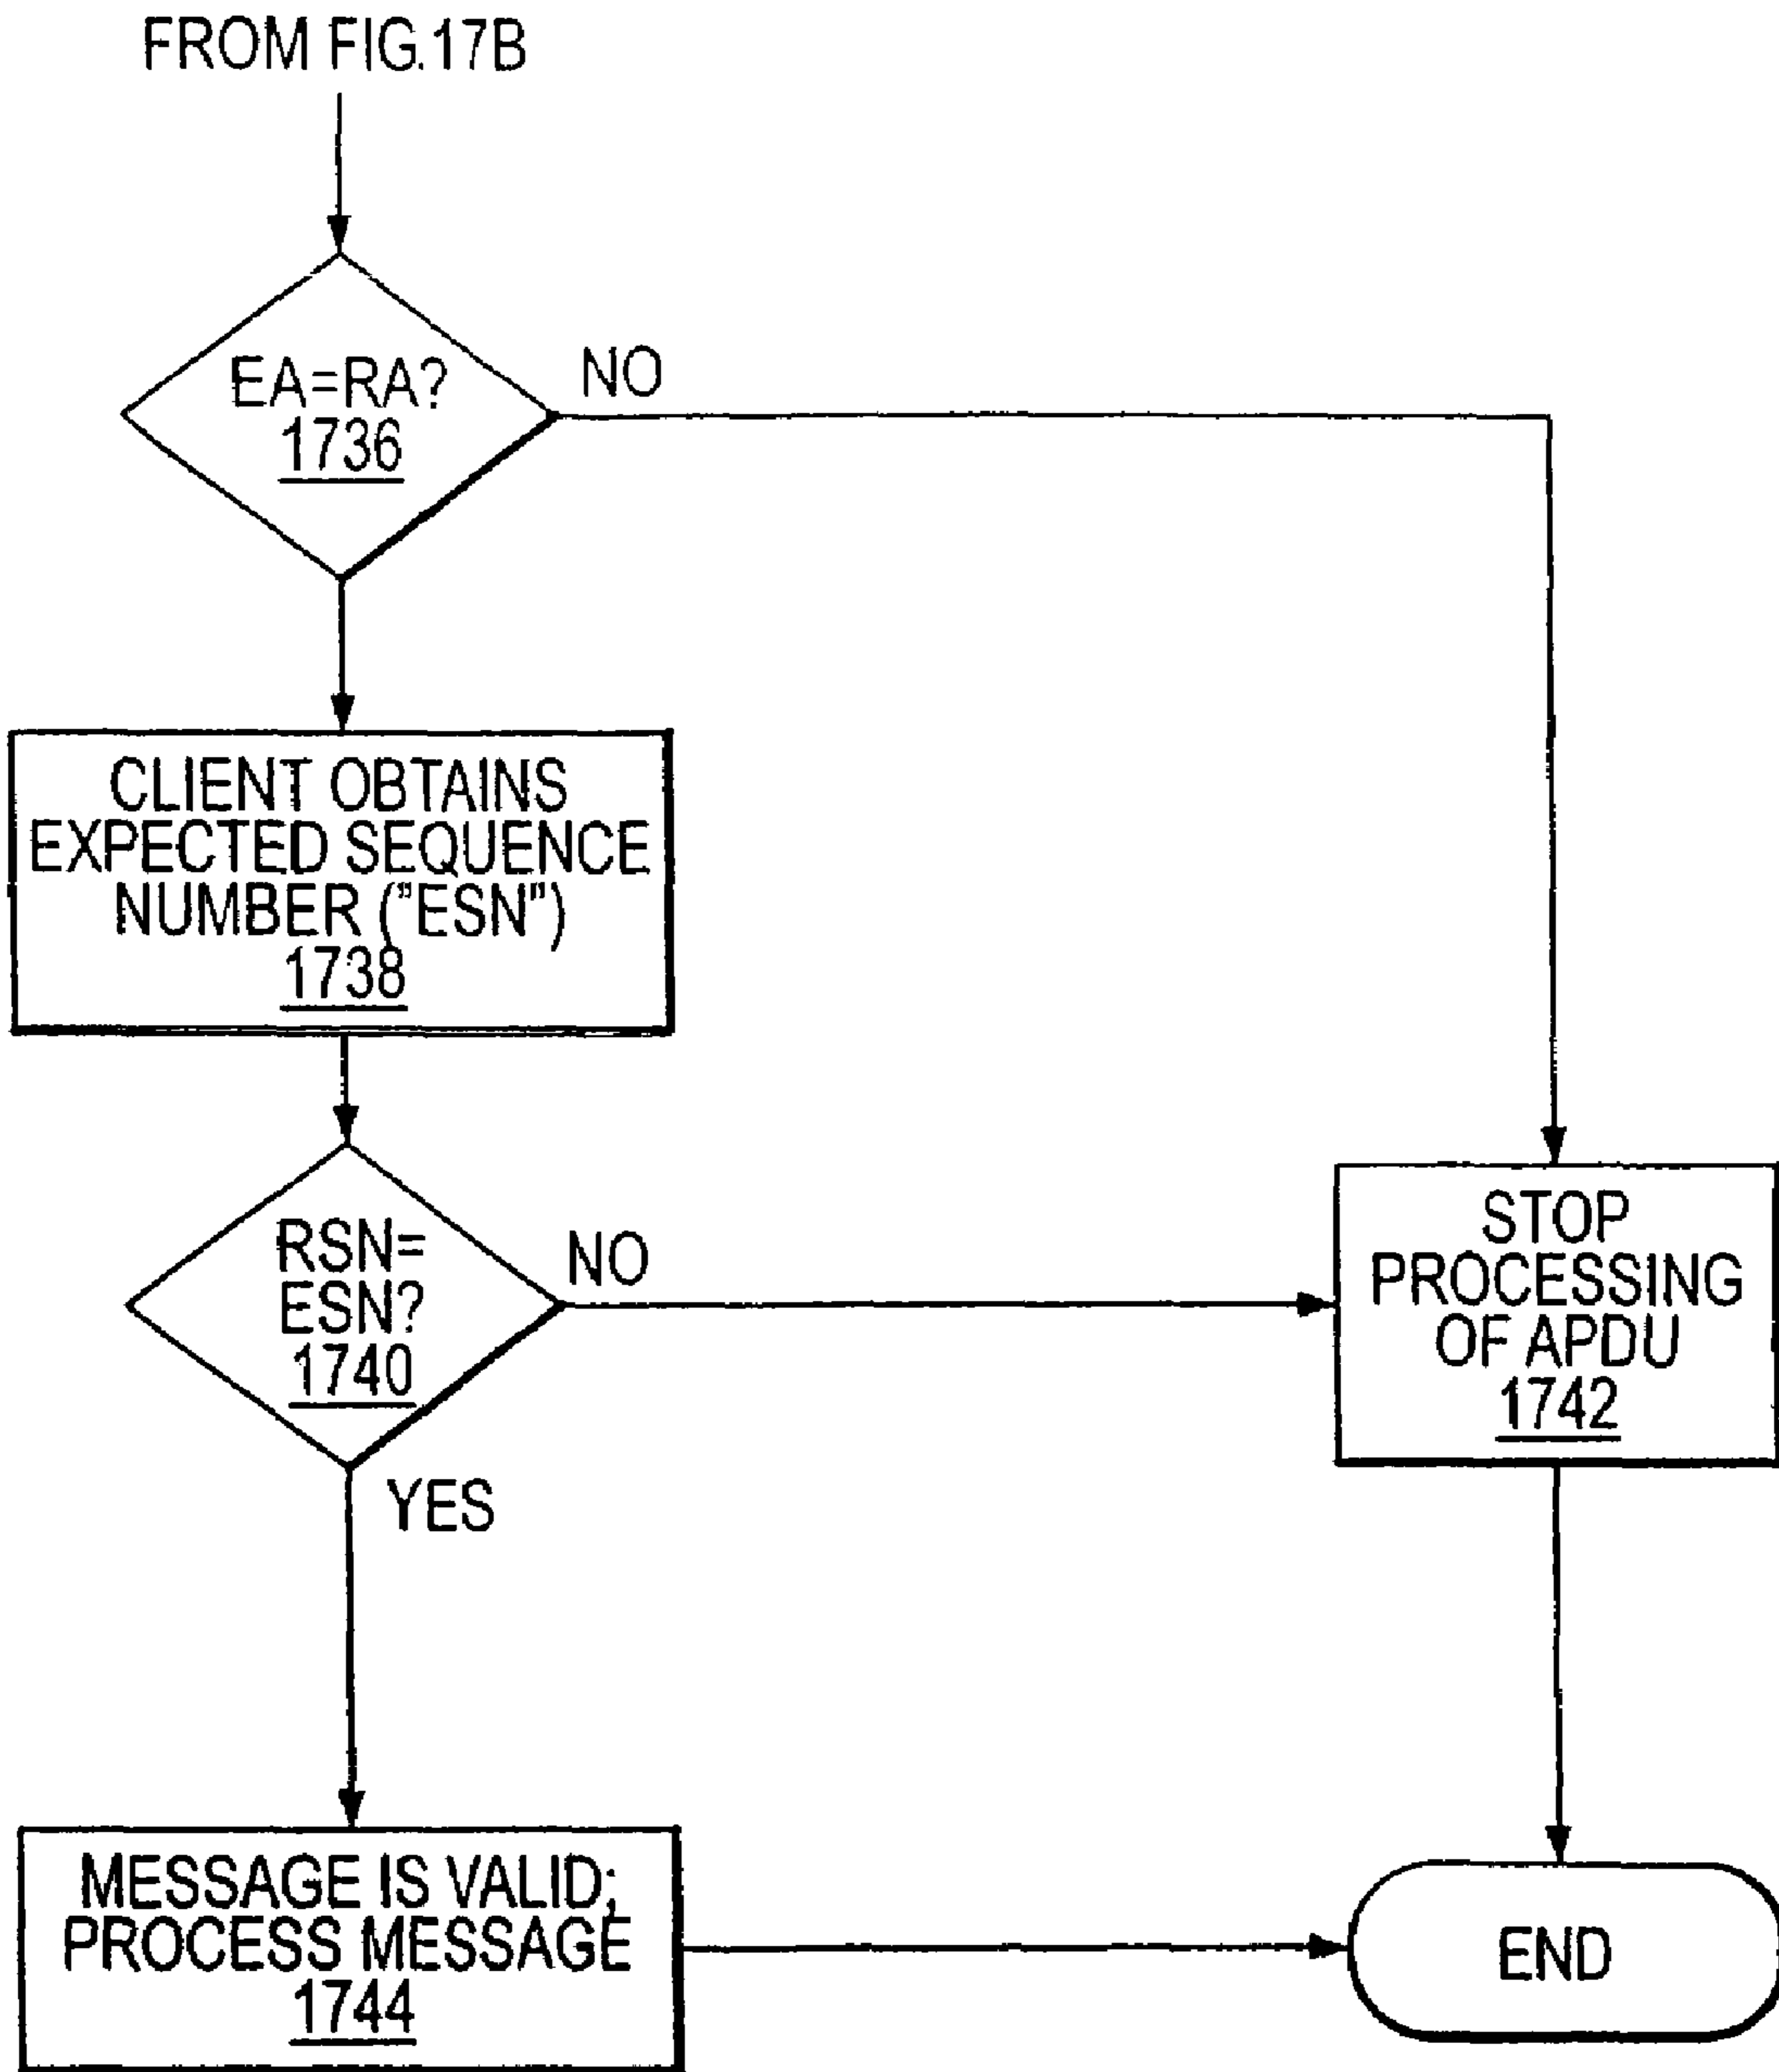 FROM FIG.17B
EA=RA?
1736
NO
CLIENT OBTAINS
EXPECTED SEQUENCE
NUMBER ("ESN")
1738
RSN=
ESN?
1740
NO
YES
STOP
PROCESSING
OF APDU
1742
MESSAGE IS VALID;
PROCESS MESSAGE
1744
END